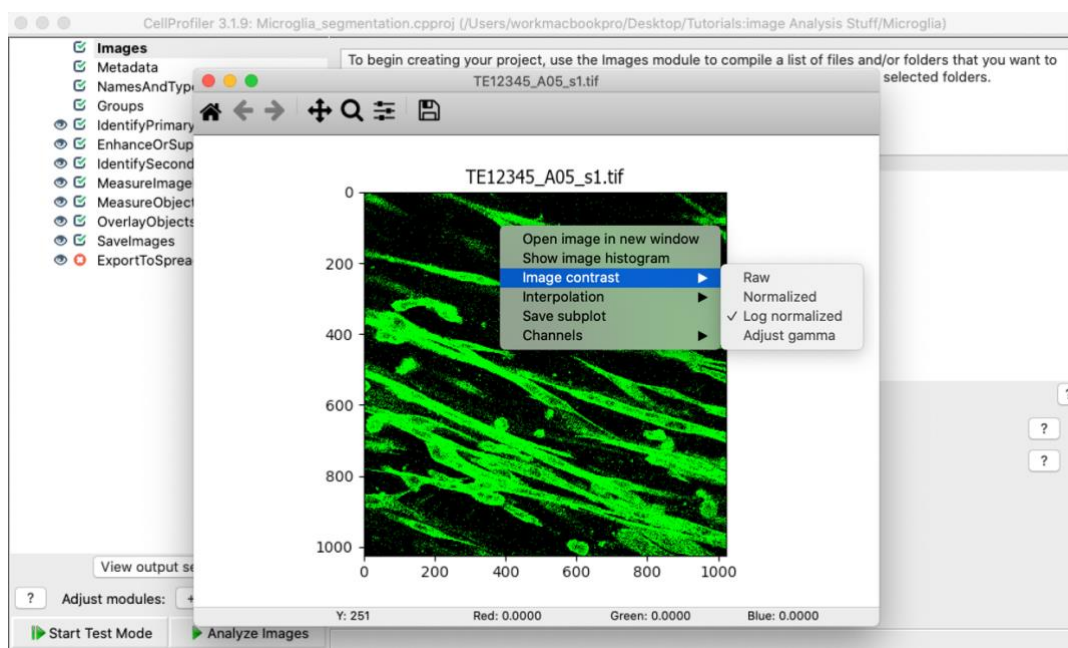 CellProfiler 3.1.9: Microglia_segmentation.cpproj (/Users/workmacbookpro/Desktop/Tutorials:image Analysis Stuff/Microglia)
Images
Metadata
NamesAndType
Groups
IdentifyPrimary
EnhanceOrSup
IdentifySecond
MeasureImage
MeasureObject
OverlayObjects
SaveImages
ExportToSprea
To begin creating your project, use the Images module to compile a list of files and/or folders that you want to
selected folders.
TE12345_A05_s1.tif
TE12345_A05_s1.tif
0
200
400
600
800
1000
0 200 400 600 800 1000
Open image in new window
Show image histogram
Image contrast
Interpolation
Save subplot
Channels
Raw
Normalized
✓ Log normalized
Adjust gamma
Y: 251 Red: 0.0000 Green: 0.0000 Blue: 0.0000
?
?
View output se
? Adjust modules: +
Start Test Mode Analyze Images